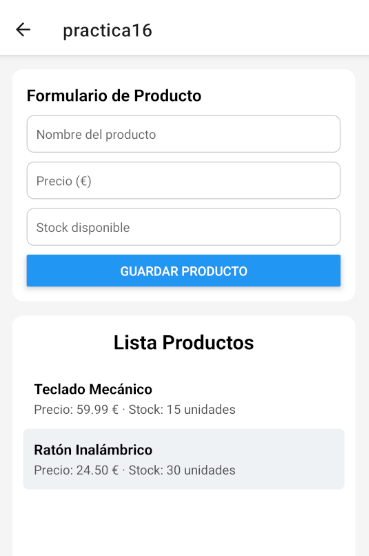 practica16
Formulario de Producto
Nombre del producto
Precio (€)
Stock disponible
GUARDAR PRODUCTO
Lista Productos
Teclado Mecánico
Precio: 59.99 € · Stock: 15 unidades
Ratón Inalámbrico
Precio: 24.50 € · Stock: 30 unidades